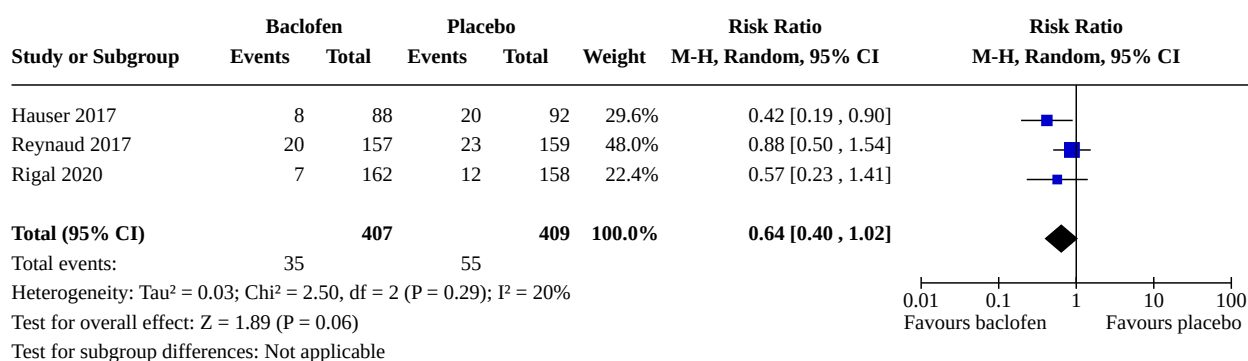 Baclofen Placebo Risk Ratio Risk Ratio
Study or Subgroup Events Total Events Total Weight M-H, Random, 95% CI M-H, Random, 95% CI
Hauser 2017 8 88 20 92 29.6% 0.42 [0.19 , 0.90]
Reynaud 2017 20 157 23 159 48.0% 0.88 [0.50 , 1.54]
Rigal 2020 7 162 12 158 22.4% 0.57 [0.23 , 1.41]
Total (95% CI) 407 409 100.0% 0.64 [0.40 , 1.02]
Total events: 35 55
Heterogeneity: Tau² = 0.03; Chi² = 2.50, df = 2 (P = 0.29); I² = 20%
0.01 0.1 1 10 100
Test for overall effect: Z = 1.89 (P = 0.06) Favours baclofen Favours placebo
Test for subgroup differences: Not applicable